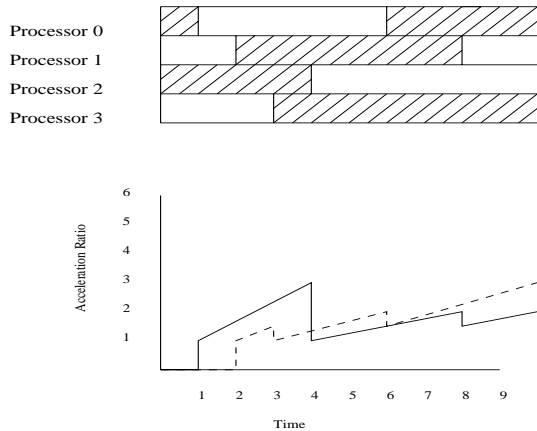 Processor 0
Processor 1
Processor 2
Processor 3
6
5
4
3
2
1
Acceleration Ratio
1 2 3 4 5 6 7 8 9
Time